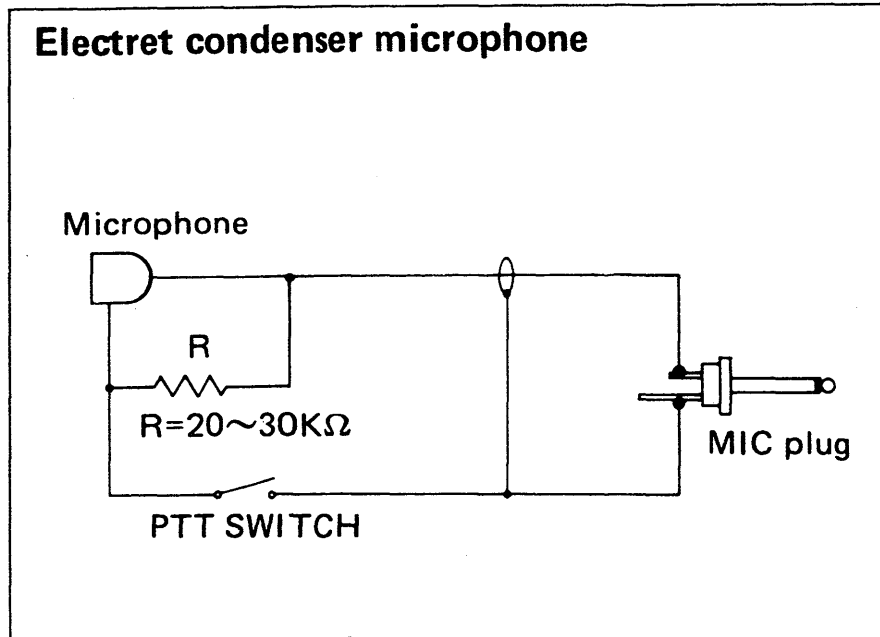 Electret condenser microphone
Microphone
R
R=20～30KΩ
MIC plug
PTT SWITCH